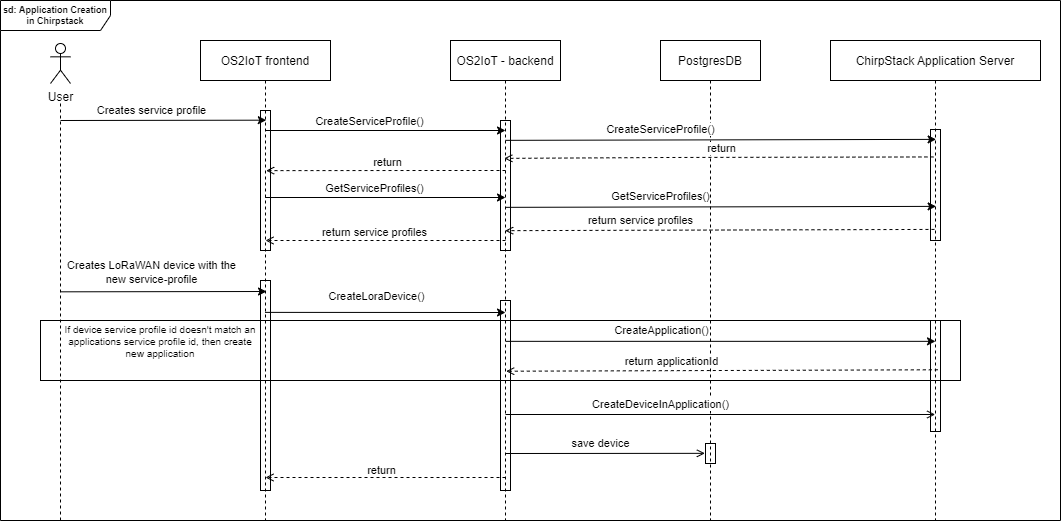 sd: Application Creation
in Chirpstack
OS2IoT frontend
OS2IoT - backend
PostgresDB
ChirpStack Application Server
User
Creates service profile
CreateServiceProfile()
CreateServiceProfile()
return
return
GetServiceProfiles()
GetServiceProfiles()
return service profiles
return service profiles
Creates LoRaWAN device with the
new service-profile
CreateLoraDevice()
If device service profile id doesn't match an
applications service profile id, then create
new application
CreateApplication()
return applicationId
CreateDeviceInApplication()
save device
return